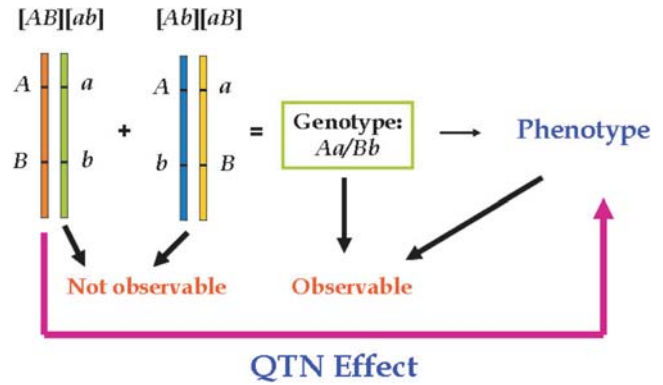 [AB][ab] [Ab][aB]
A a A a
+ = Genotype: Phenotype
Aa/Bb
B b b B
Not observable Observable
QTN Effect